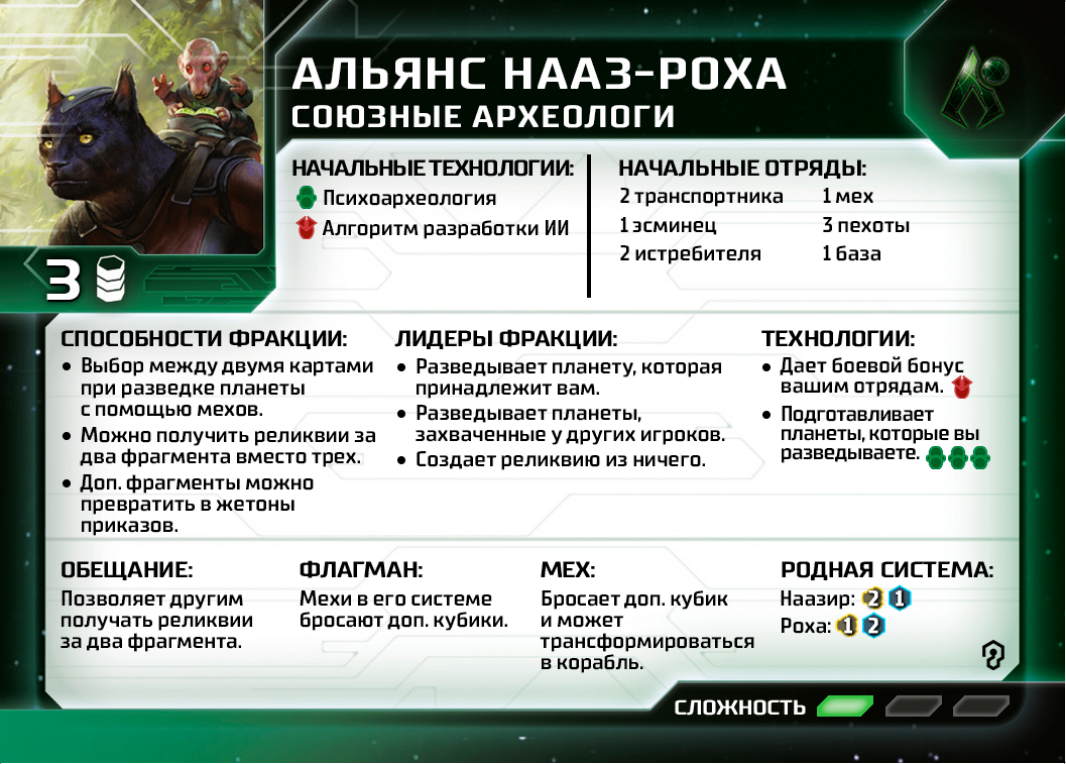 АЛЬЯНС НААЗ-РОХА
СОЮЗНЫЕ АРХЕОЛОГИ
НАЧАЛЬНЫЕ ТЕХНОЛОГИИ:
Психоархеология
Алгоритм разработки ИИ
НАЧАЛЬНЫЕ ОТРЯДЫ:
2 транспортника 1 мех
1 эсминец 3 пехоты
2 истребителя 1 база
3
СПОСОБНОСТИ ФРАКЦИИ:
• Выбор между двумя картами
при разведке планеты
с помощью мехов.
• Можно получить реликвии за
два фрагмента вместо трех.
• Доп. фрагменты можно
превратить в жетоны
приказов.
ЛИДЕРЫ ФРАКЦИИ:
• Разведывает планету, которая
принадлежит вам.
• Разведывает планеты,
захваченные у других игроков.
• Создает реликвию из ничего.
ТЕХНОЛОГИИ:
• Дает боевой бонус
вашим отрядам.
• Подготавливает
планеты, которые вы
разведываете.
ОБЕЩАНИЕ:
Позволяет другим
получать реликвии
за два фрагмента.
ФЛАГМАН:
Мехи в его системе
бросают доп. кубики.
МЕХ:
Бросает доп. кубик
и может
трансформироваться
в корабль.
РОДНАЯ СИСТЕМА:
Наазир: 2 1
Роха: 1 2
СЛОЖНОСТЬ